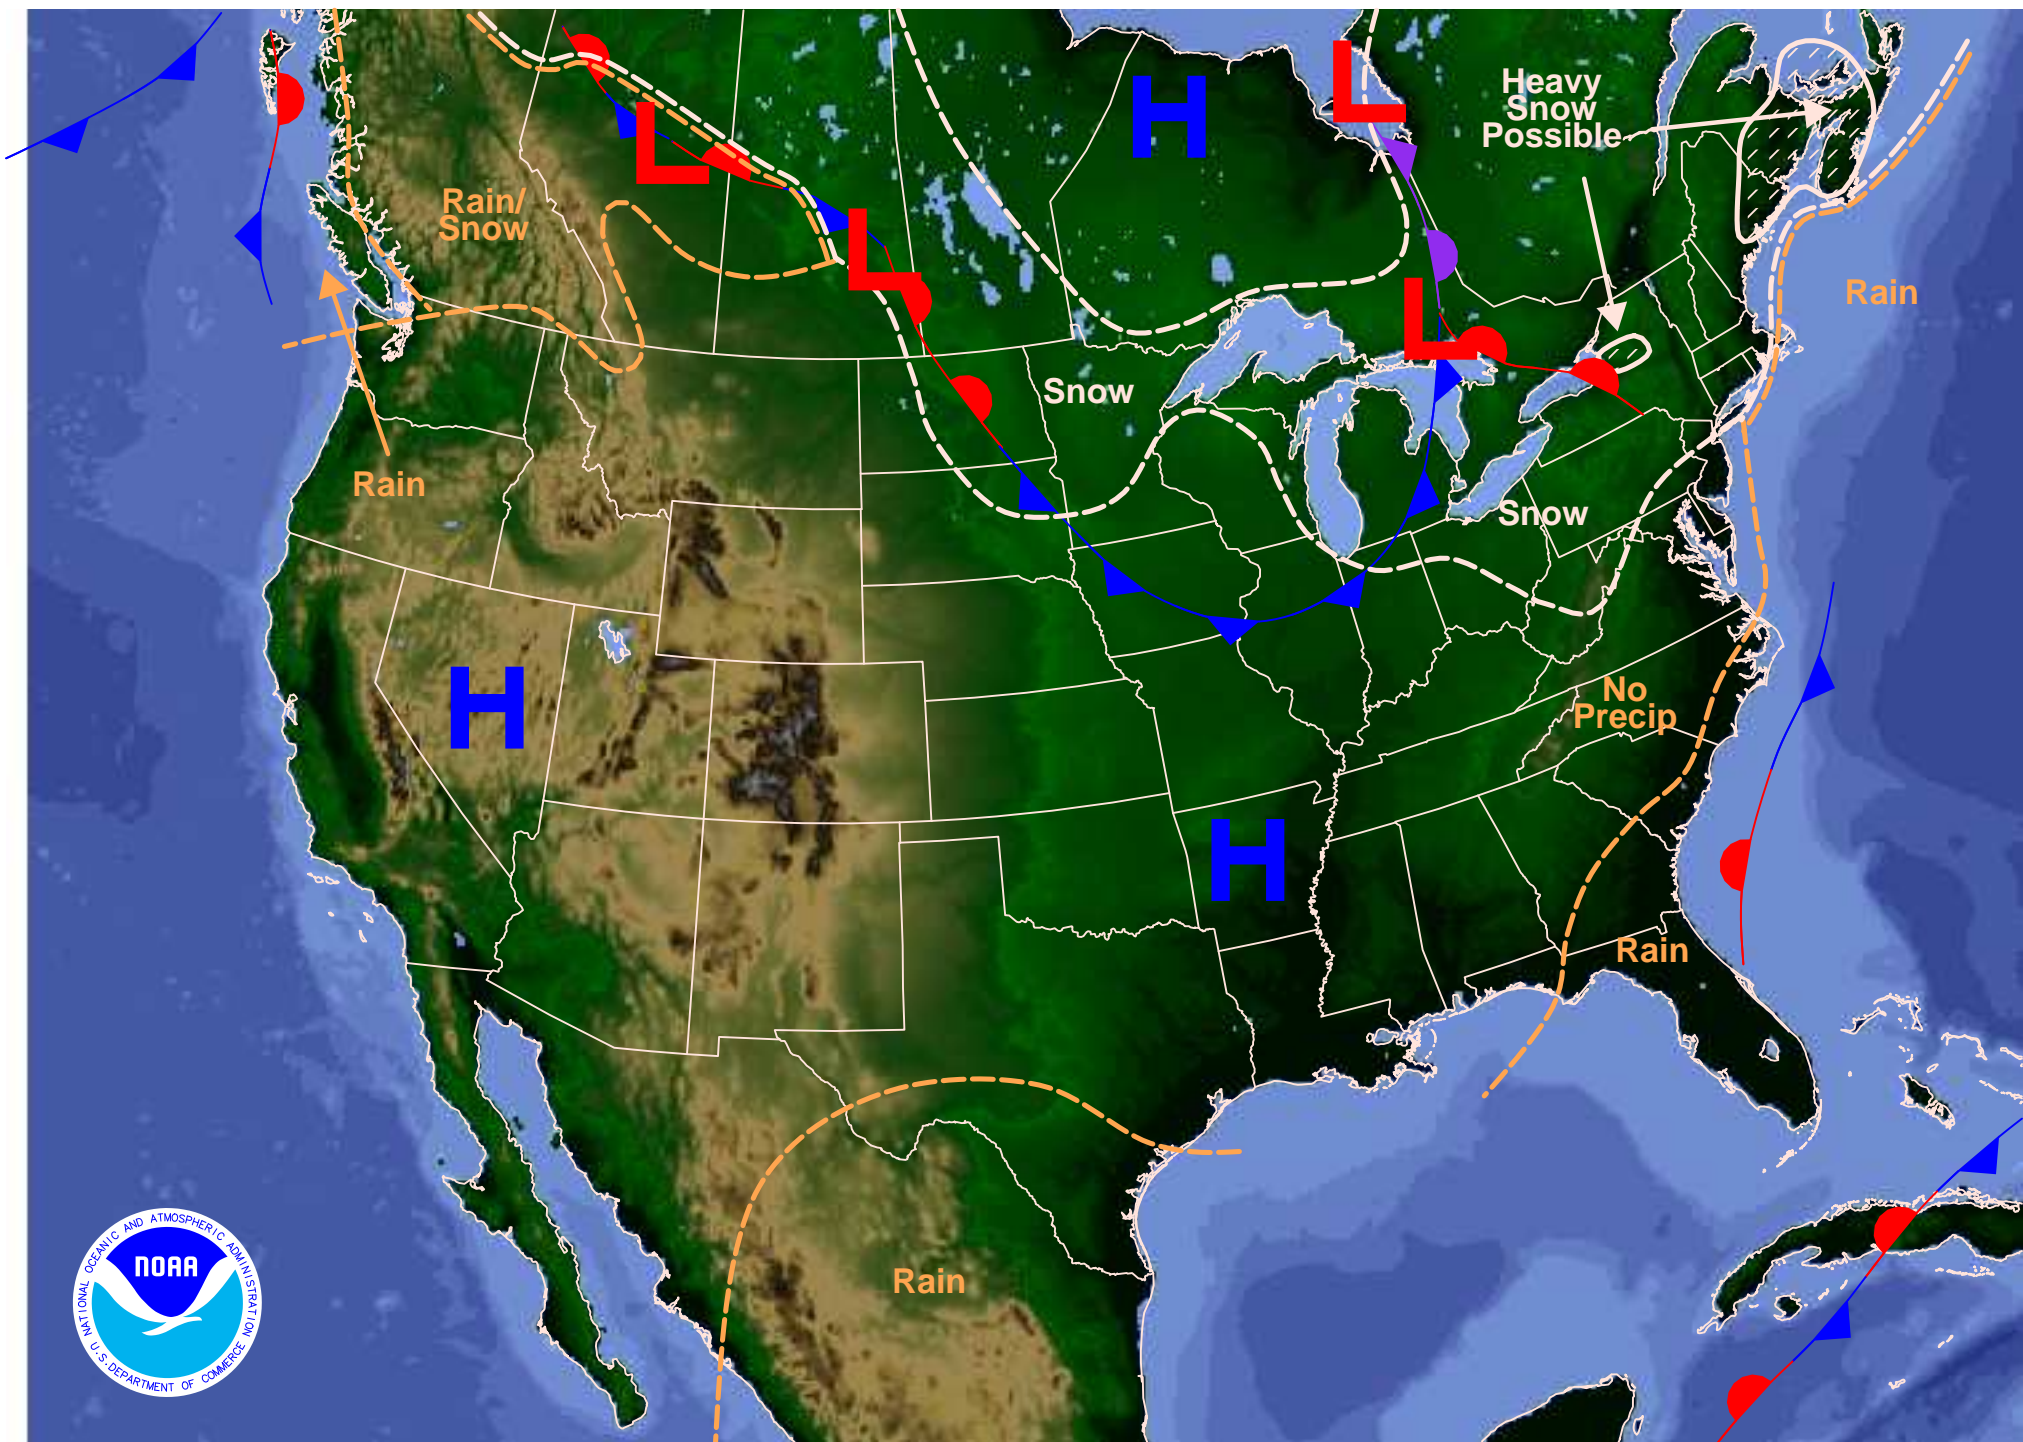 L
H
Heavy
Snow
Possible
L
Rain/
Snow
L
Rain
L
Snow
Rain
Snow
H
No
Precip
H
Rain
Rain
NATIONAL OCEANIC AND ATMOSPHERIC ADMINISTRATION
NOAA
U.S. DEPARTMENT OF COMMERCE